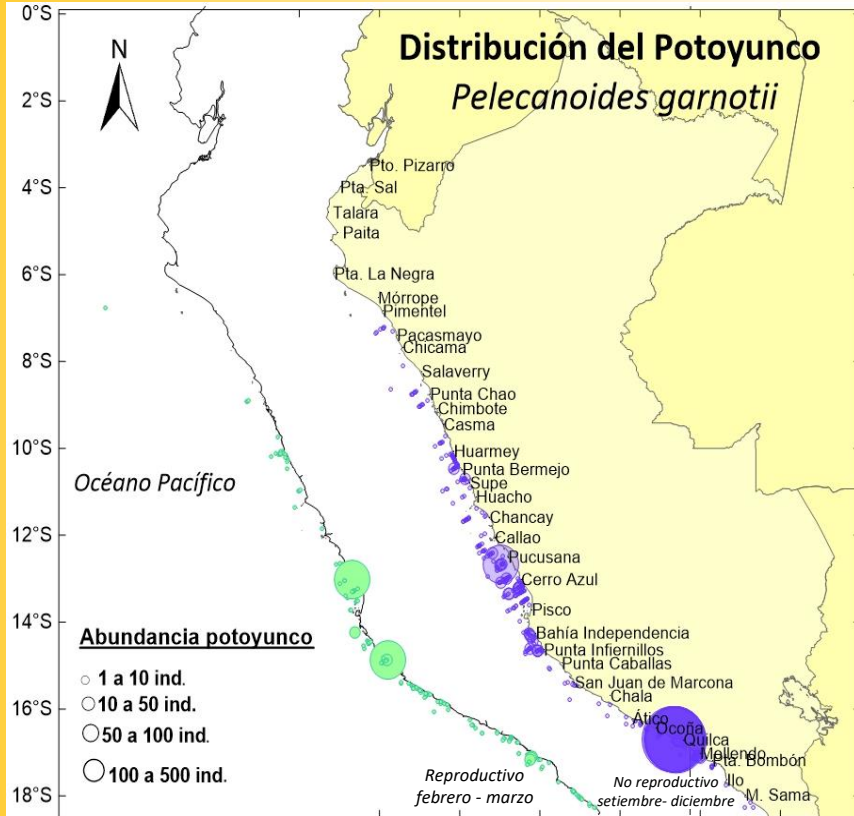 Distribución del Potoyunco
Pelecanoides garnotii
N
0°S
2°S
4°S
6°S
8°S
10°S
12°S
14°S
16°S
18°S
Pto. Pizarro
Pta. Sal
Talara
Paita
Pta. La Negra
Mórrope
Pimentel
Pacasmayo
Chicama
Salaverry
Punta Chao
Chimbote
Casma
Huarmey
Punta Bermejo
Supe
Huacho
Chancay
Callao
Pucusana
Cerro Azul
Pisco
Bahía Independencia
Punta Infiernillos
Punta Caballas
San Juan de Marcona
Chala
Ático
Ocoña
Quilca
Mollendo
Pta. Bombón
Ilo
M. Sama
Océano Pacífico
Abundancia potoyunco
1 a 10 ind.
10 a 50 ind.
50 a 100 ind.
100 a 500 ind.
Reproductivo
febrero - marzo
No reproductivo
setiembre- diciembre